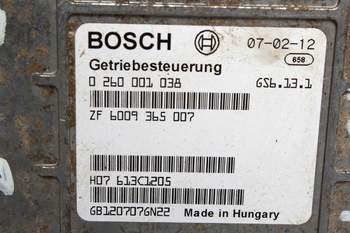 BOSCH 07-02-12
658
Getriebesteuerung
0 260 001 038 GS6.13.1
ZF 6009 365 007
H07 613C1205
GB120707GN22 Made in Hungary